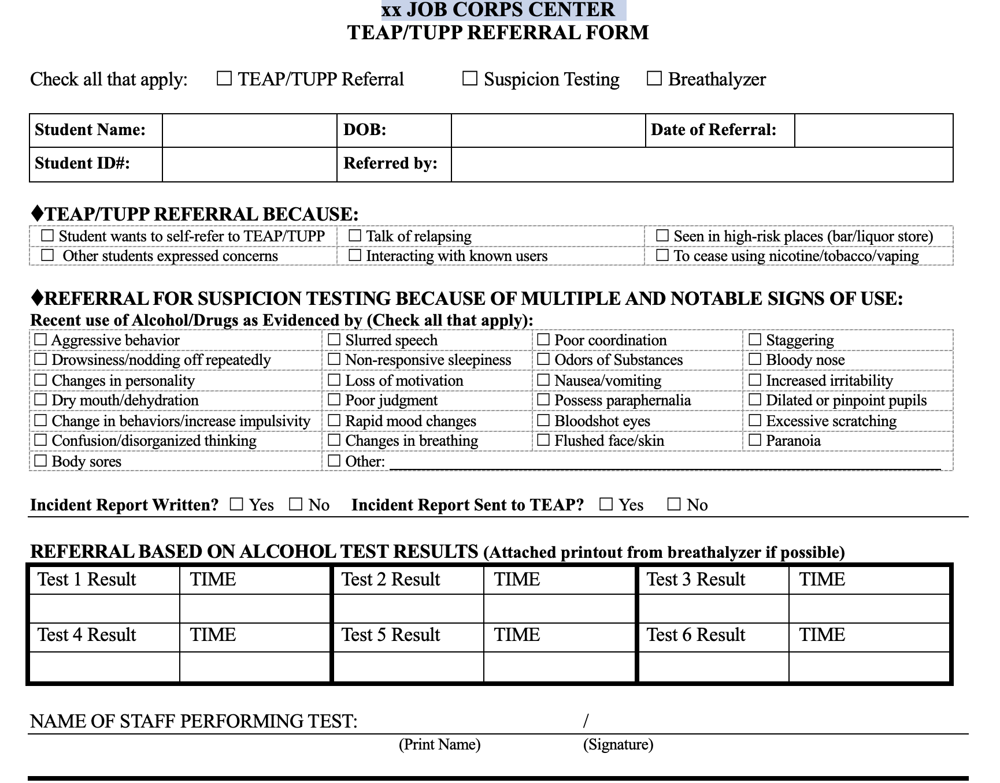 xx JOB CORPS CENTER
TEAP/TUPP REFERRAL FORM
Check all that apply: ☐ TEAP/TUPP Referral ☐ Suspicion Testing ☐ Breathalyzer
Student Name: DOB: Date of Referral:
Student ID#: Referred by:
♦TEAP/TUPP REFERRAL BECAUSE:
☐ Student wants to self-refer to TEAP/TUPP ☐ Talk of relapsing ☐ Seen in high-risk places (bar/liquor store)
☐ Other students expressed concerns ☐ Interacting with known users ☐ To cease using nicotine/tobacco/vaping
♦REFERRAL FOR SUSPICION TESTING BECAUSE OF MULTIPLE AND NOTABLE SIGNS OF USE:
Recent use of Alcohol/Drugs as Evidenced by (Check all that apply):
☐ Aggressive behavior ☐ Slurred speech ☐ Poor coordination ☐ Staggering
☐ Drowsiness/nodding off repeatedly ☐ Non-responsive sleepiness ☐ Odors of Substances ☐ Bloody nose
☐ Changes in personality ☐ Loss of motivation ☐ Nausea/vomiting ☐ Increased irritability
☐ Dry mouth/dehydration ☐ Poor judgment ☐ Possess paraphernalia ☐ Dilated or pinpoint pupils
☐ Change in behaviors/increase impulsivity ☐ Rapid mood changes ☐ Bloodshot eyes ☐ Excessive scratching
☐ Confusion/disorganized thinking ☐ Changes in breathing ☐ Flushed face/skin ☐ Paranoia
☐ Body sores ☐ Other:
Incident Report Written? ☐ Yes ☐ No Incident Report Sent to TEAP? ☐ Yes ☐ No
REFERRAL BASED ON ALCOHOL TEST RESULTS (Attached printout from breathalyzer if possible)
Test 1 Result TIME Test 2 Result TIME Test 3 Result TIME
Test 4 Result TIME Test 5 Result TIME Test 6 Result TIME
NAME OF STAFF PERFORMING TEST: /
(Print Name) (Signature)